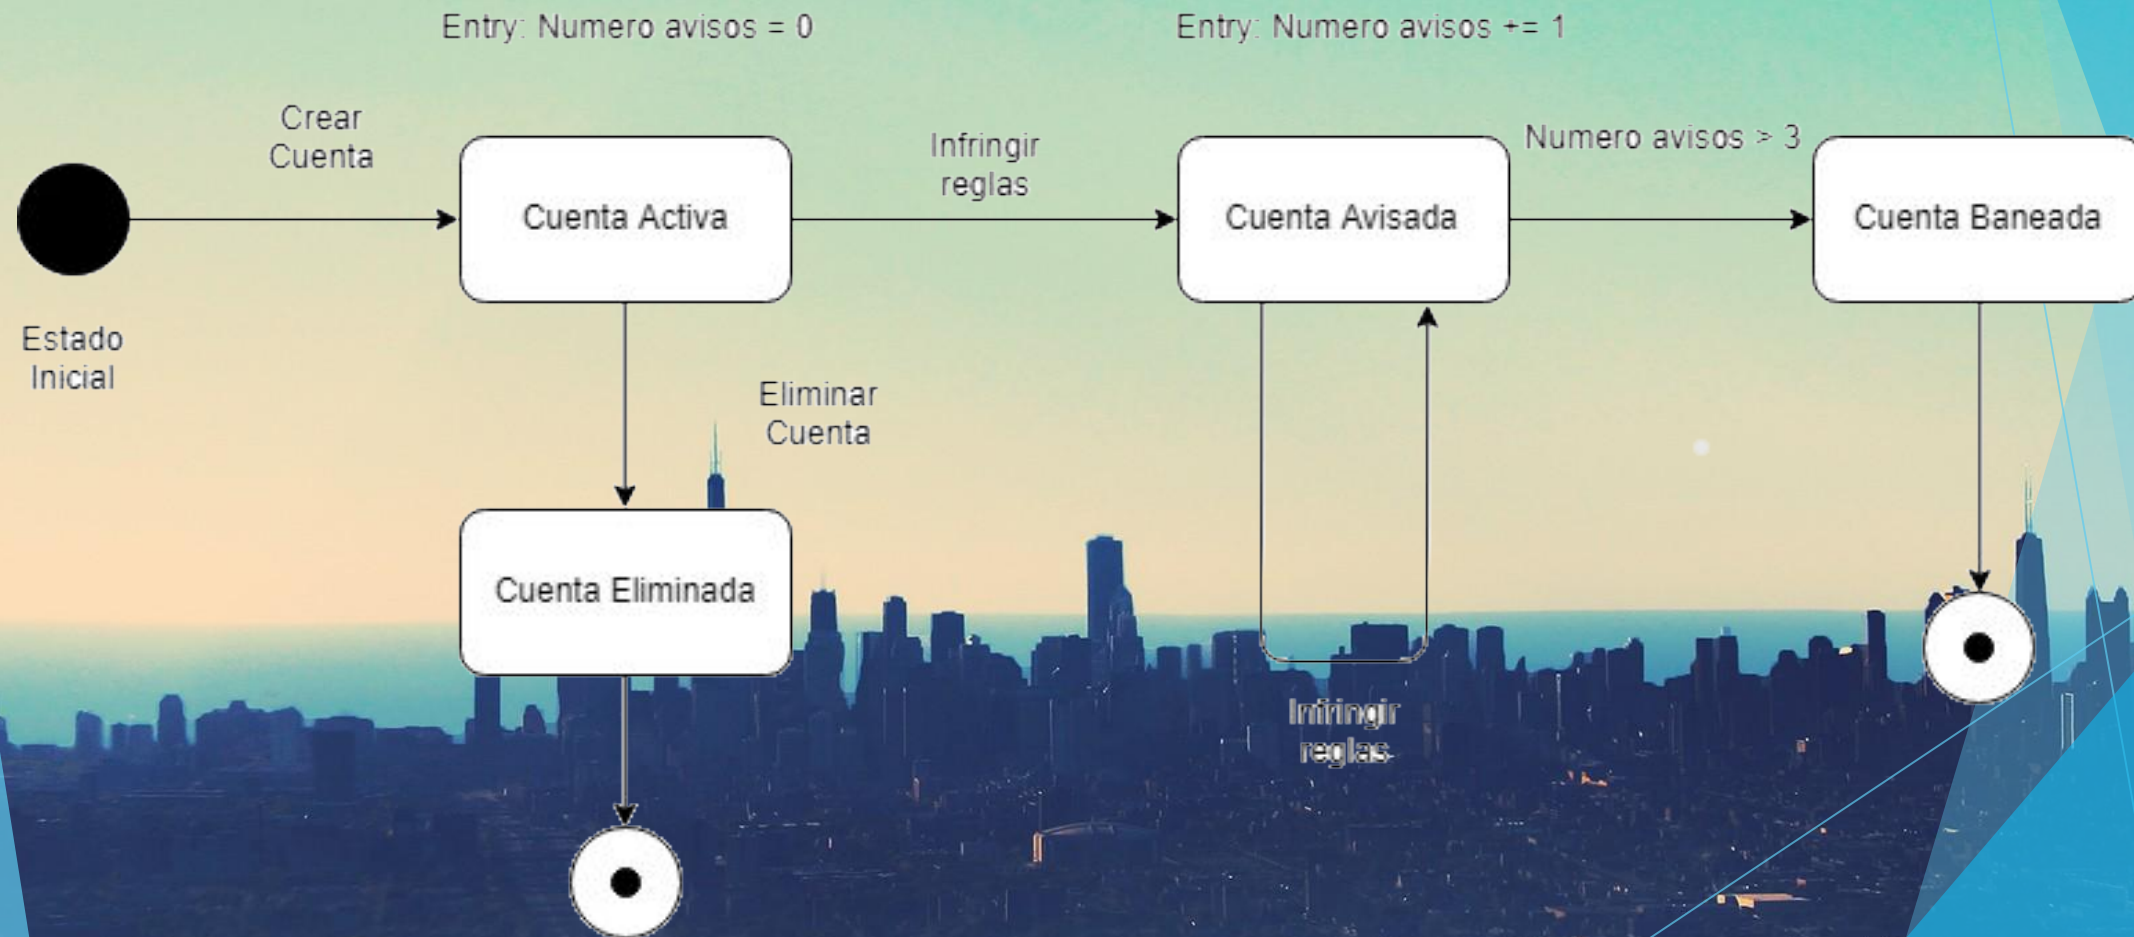 Entry: Numero avisos = 0
Entry: Numero avisos += 1
Crear
Cuenta
Infringir
reglas
Numero avisos > 3
Cuenta Activa
Cuenta Avisada
Cuenta Baneada
Estado
Inicial
Eliminar
Cuenta
Cuenta Eliminada
Infringir
reglas